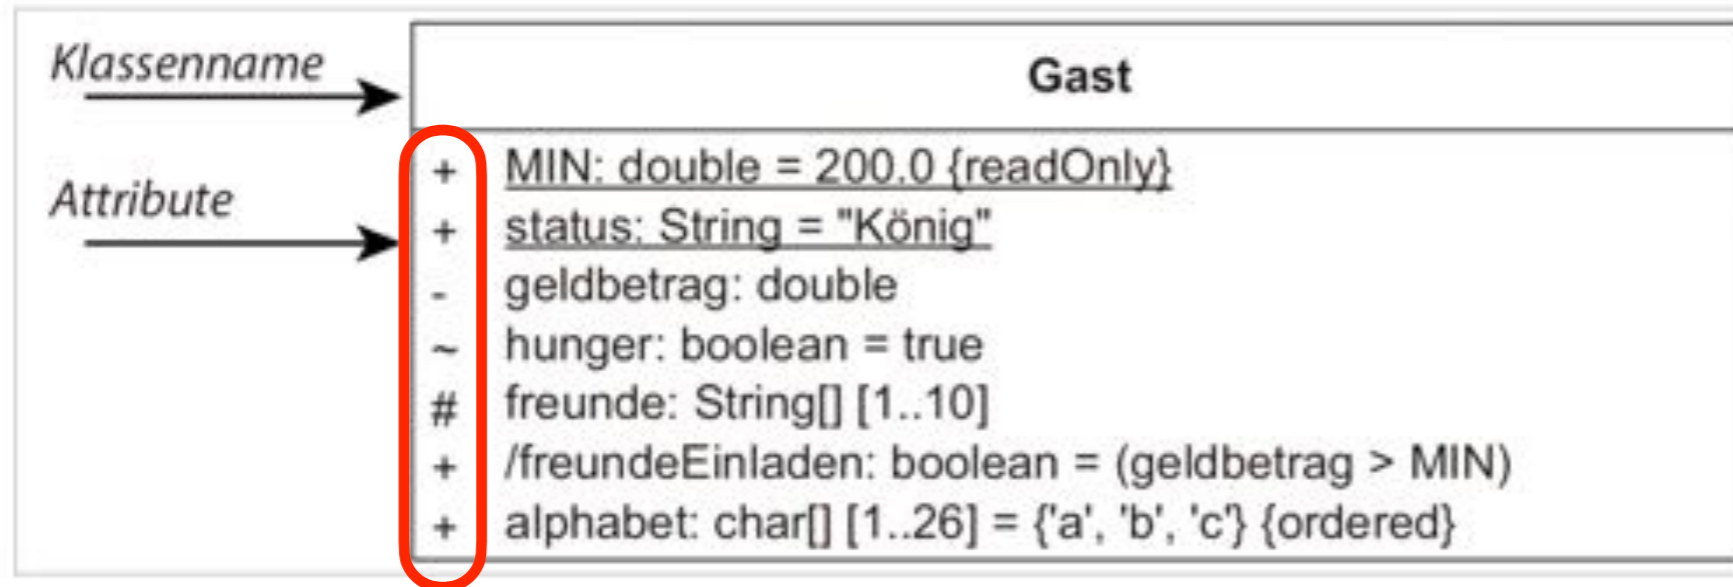 Klassenname
Gast
Attribute
+ MIN: double = 200.0 {readOnly}
+ status: String = "König"
- geldbetrag: double
~ hunger: boolean = true
# freunde: String[] [1..10]
+ /freundeEinladen: boolean = (geldbetrag > MIN)
+ alphabet: char[] [1..26] = {'a', 'b', 'c'} {ordered}